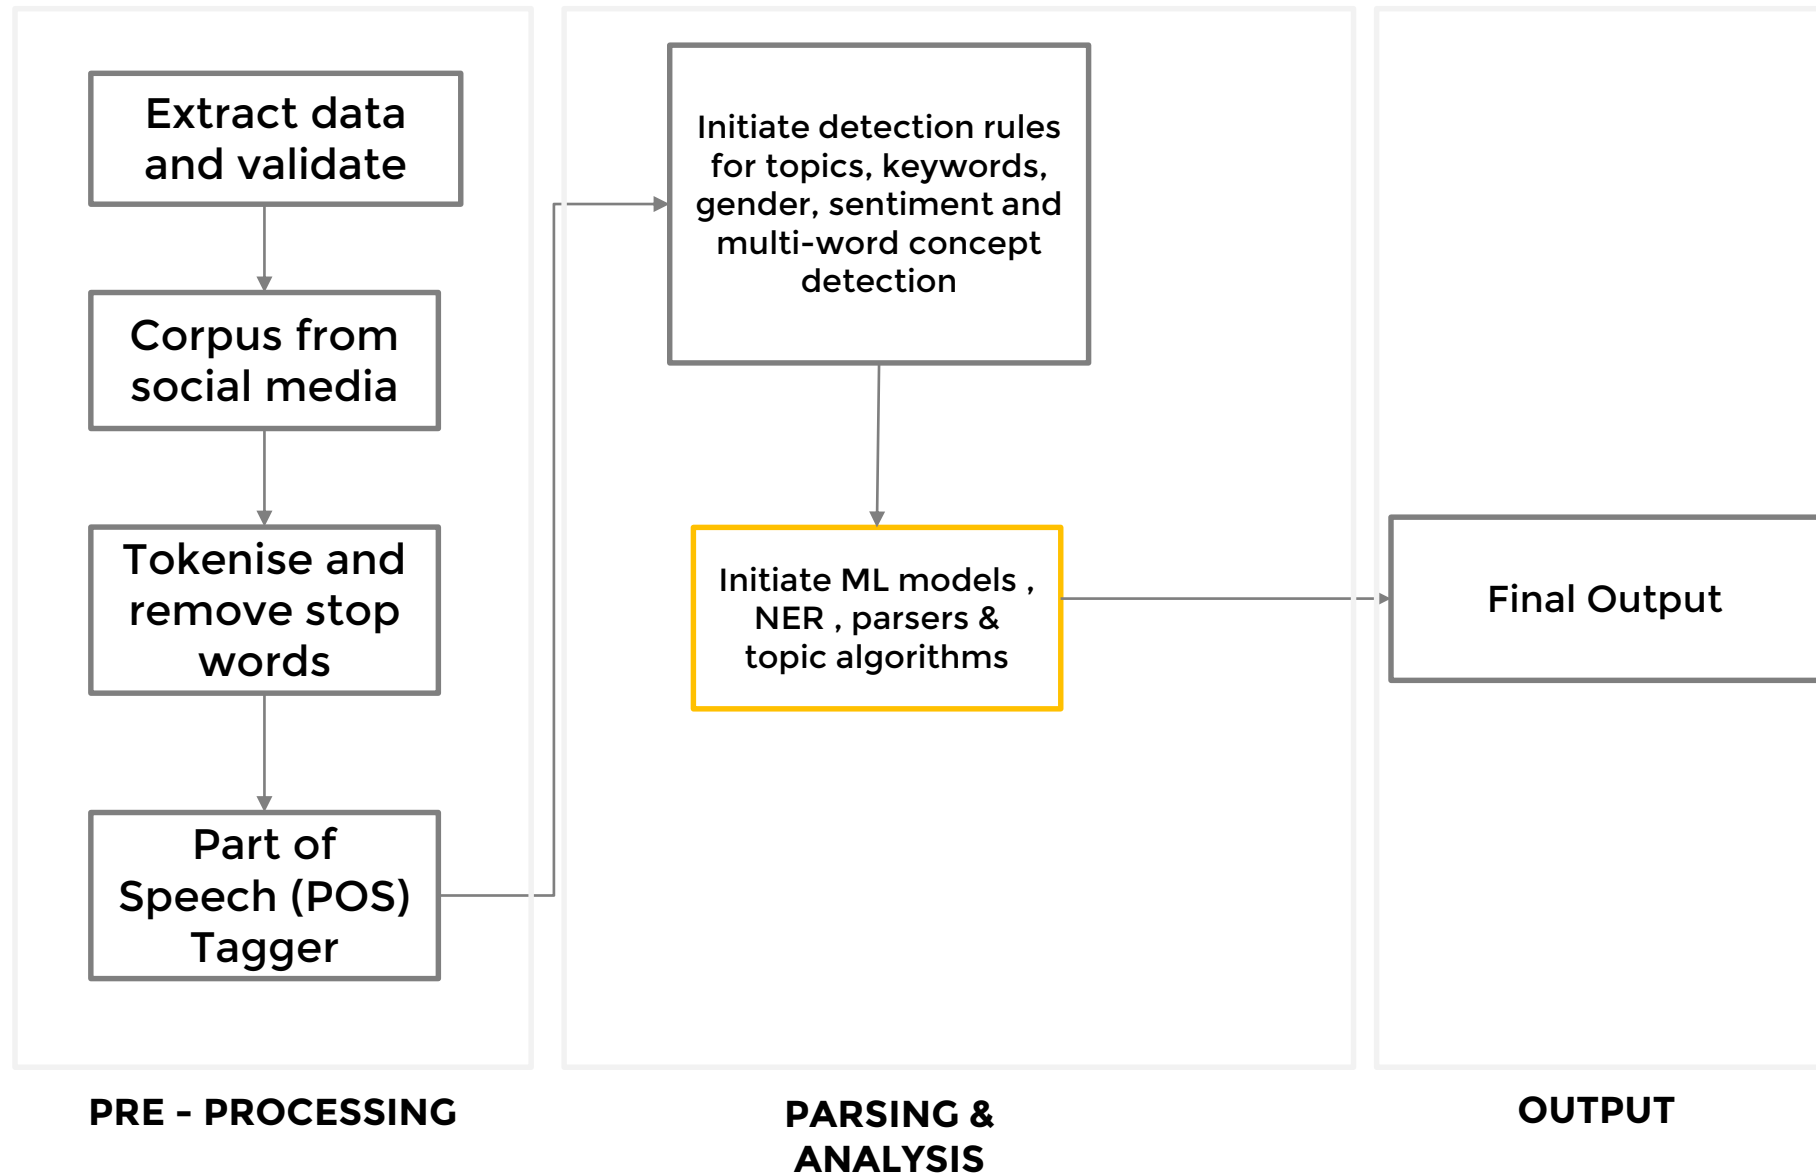 Extract data
and validate
Corpus from
social media
Tokenise and
remove stop
words
Part of
Speech (POS)
Tagger
PRE - PROCESSING
Initiate detection rules
for topics, keywords,
gender, sentiment and
multi-word concept
detection
Initiate ML models ,
NER , parsers &
topic algorithms
PARSING &
ANALYSIS
Final Output
OUTPUT